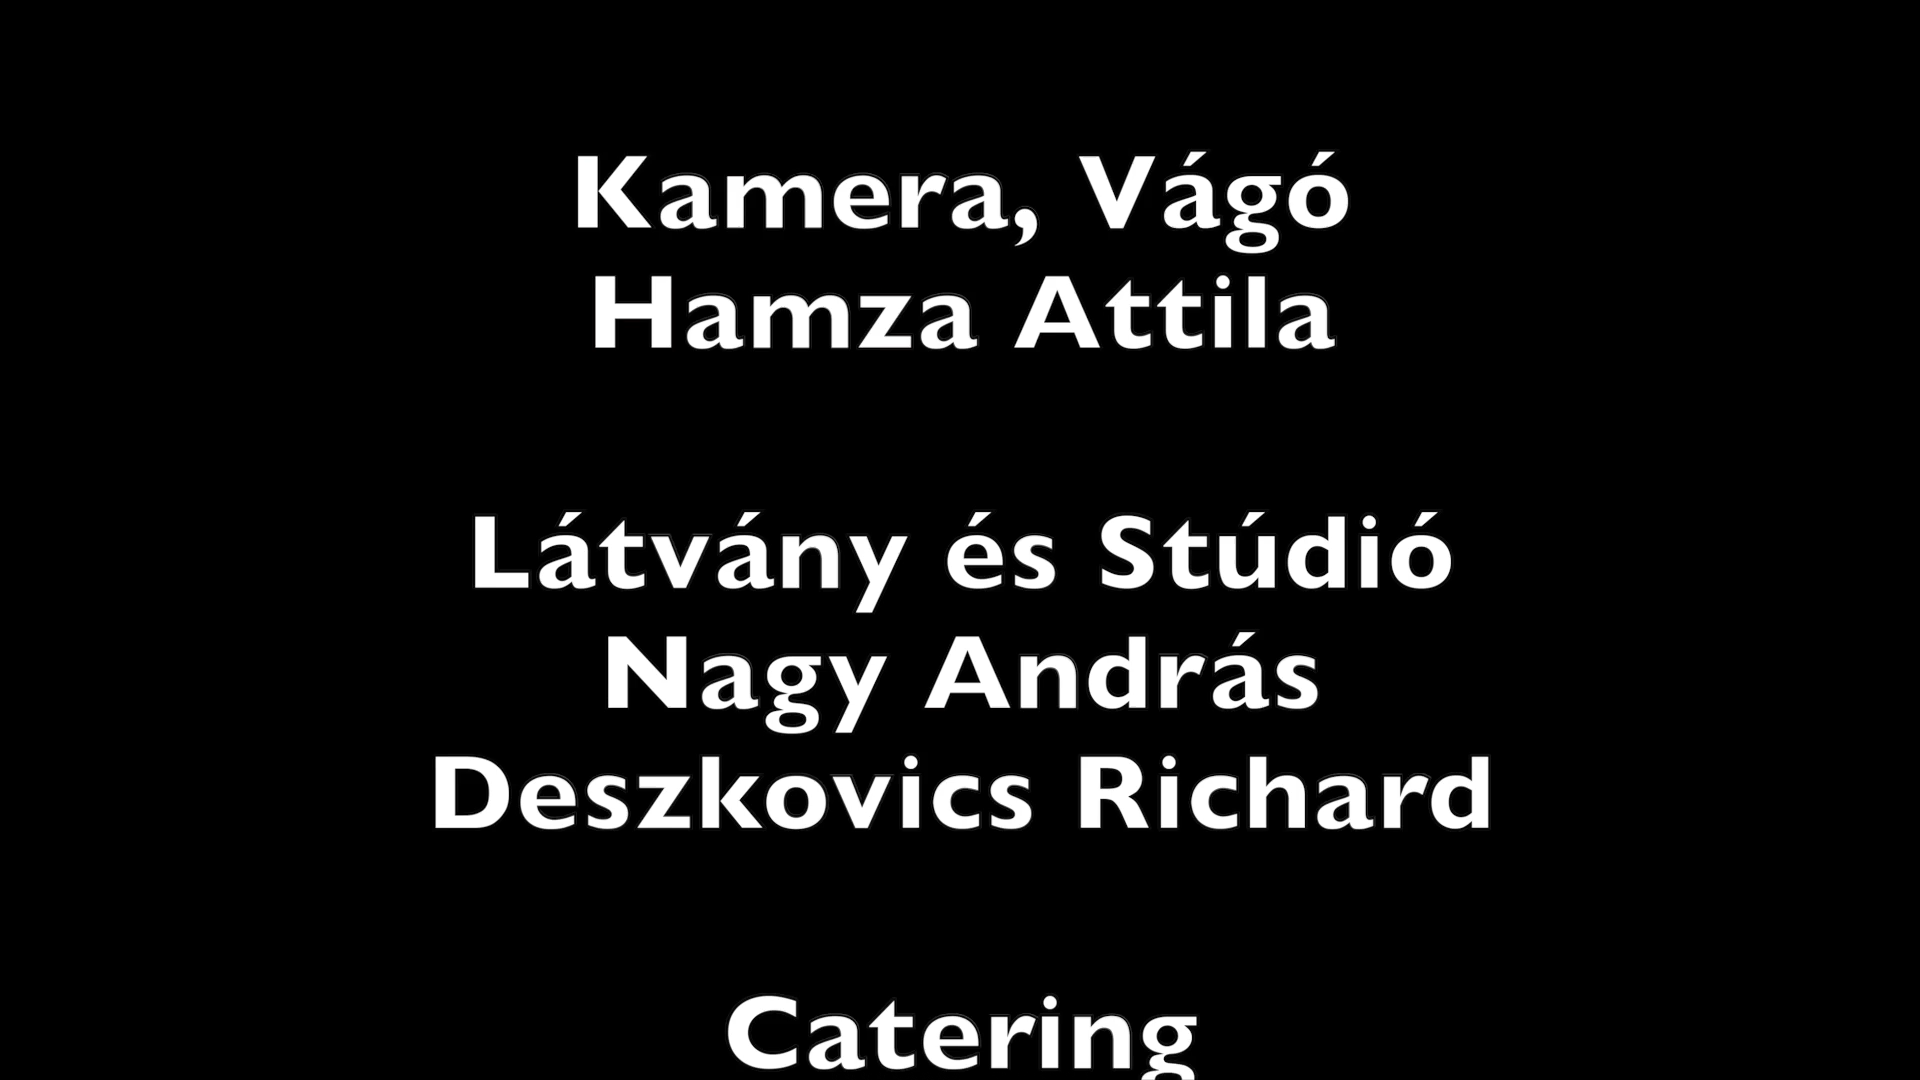 Kamera, Vágó
Hamza Attila
Látvány és Stúdió
Nagy András
Deszkovics Richard
Catering